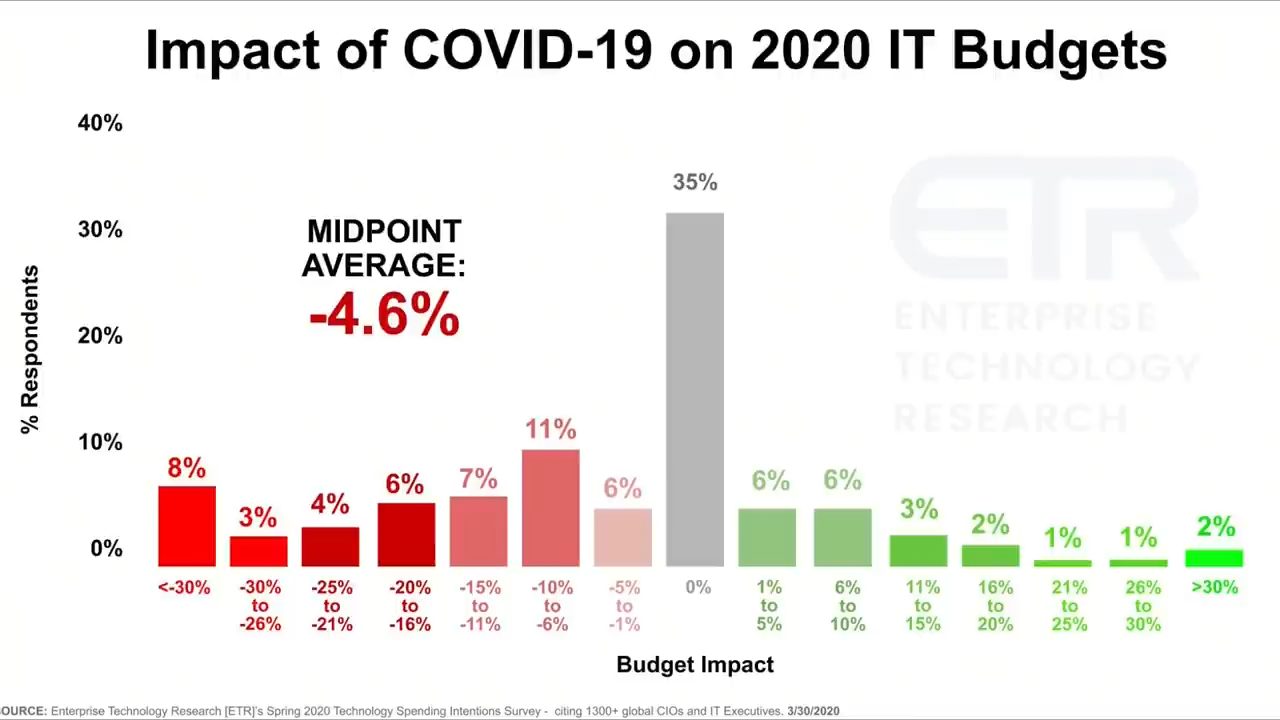 Impact of COVID-19 on 2020 IT Budgets
40%
30%
20%
10%
0%
% Respondents
MIDPOINT
AVERAGE:
-4.6%
ETR
ENTERPRISE
TECHNOLOGY
RESEARCH
8%
3%
4%
6%
7%
11%
6%
35%
6%
6%
3%
2%
1%
1%
2%
<-30%
-30%
to
-26%
-25%
to
-21%
-20%
to
-16%
-15%
to
-11%
-10%
to
-6%
-5%
to
-1%
0%
1%
to
5%
6%
to
10%
11%
to
15%
16%
to
20%
21%
to
25%
26%
to
30%
>30%
Budget Impact
OURCE: Enterprise Technology Research [ETR]'s Spring 2020 Technology Spending Intentions Survey - citing 1300+ global CIOs and IT Executives. 3/30/2020